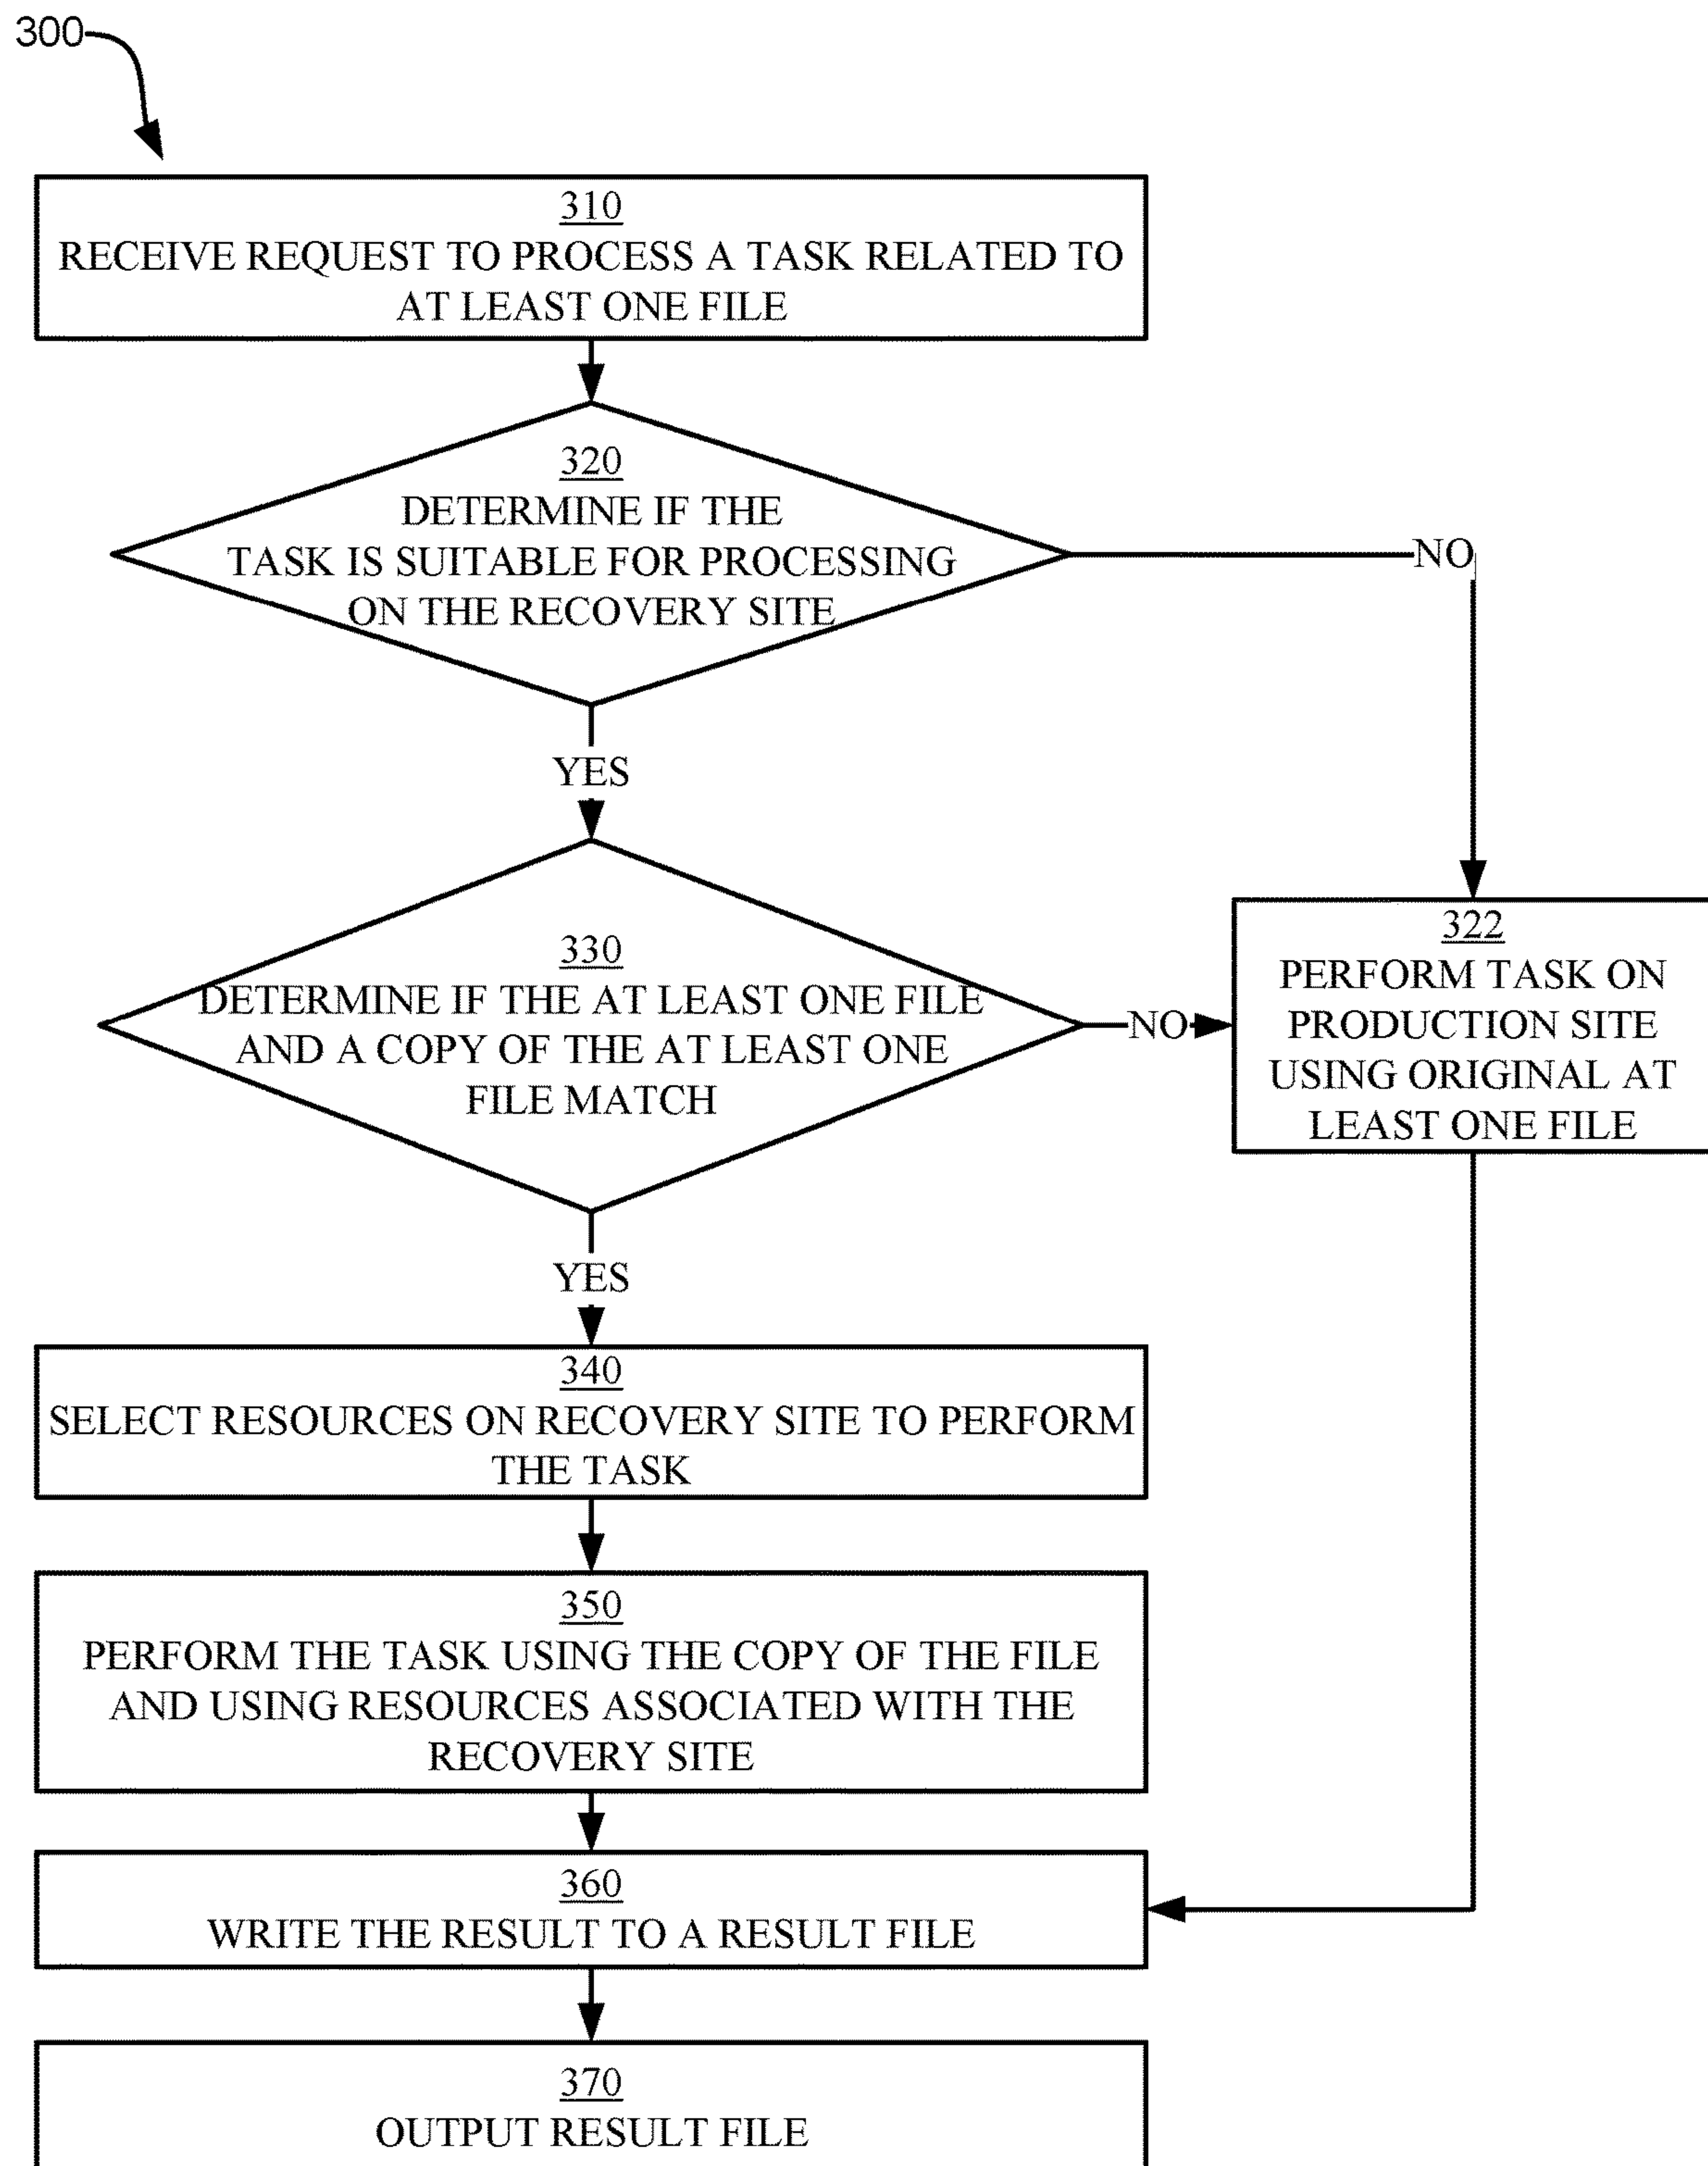 300
310
RECEIVE REQUEST TO PROCESS A TASK RELATED TO
AT LEAST ONE FILE
320
DETERMINE IF THE
TASK IS SUITABLE FOR PROCESSING
ON THE RECOVERY SITE
NO
YES
330
DETERMINE IF THE AT LEAST ONE FILE
AND A COPY OF THE AT LEAST ONE
FILE MATCH
NO
322
PERFORM TASK ON
PRODUCTION SITE
USING ORIGINAL AT
LEAST ONE FILE
YES
340
SELECT RESOURCES ON RECOVERY SITE TO PERFORM
THE TASK
350
PERFORM THE TASK USING THE COPY OF THE FILE
AND USING RESOURCES ASSOCIATED WITH THE
RECOVERY SITE
360
WRITE THE RESULT TO A RESULT FILE
370
OUTPUT RESULT FILE